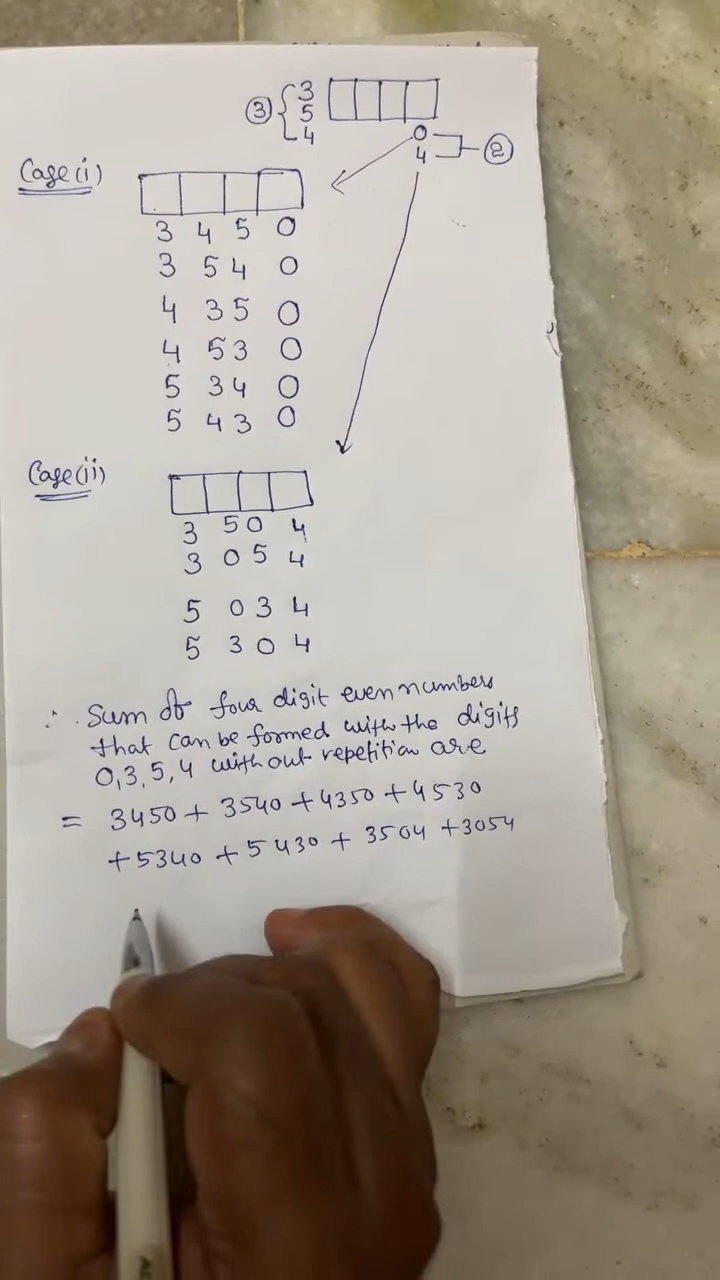 ③ { 3
5
4
0
4 ②
Case(i)
3 4 5 0
3 5 4 0
4 3 5 0
4 5 3 0
5 3 4 0
5 4 3 0
Case(ii)
3 5 0 4
3 0 5 4
5 0 3 4
5 3 0 4
∴ Sum of four digit even numbers
that can be formed with the digits
0,3,5,4 without repetition are
= 3450 + 3540 + 4350 + 4530
+ 5340 + 5430 + 3504 + 3054